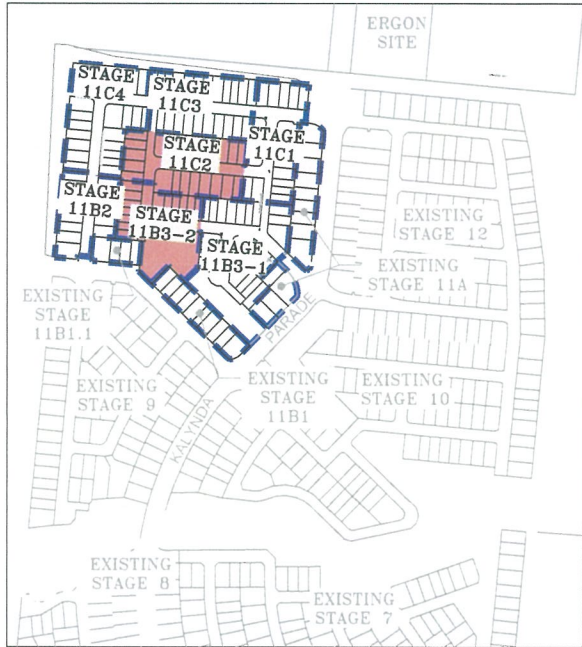 ERGON
SITE
STAGE
11C4
STAGE
11C3
STAGE
11C2
STAGE
11C1
STAGE
11B2
STAGE
11B3-2
STAGE
11B3-1
EXISTING
STAGE 12
EXISTING
STAGE 11A
EXISTING
STAGE
11B1.1
PARADE
EXISTING
STAGE 9
KALYNDA
EXISTING
STAGE
11B1
EXISTING
STAGE 10
EXISTING
STAGE 8
EXISTING
STAGE 7